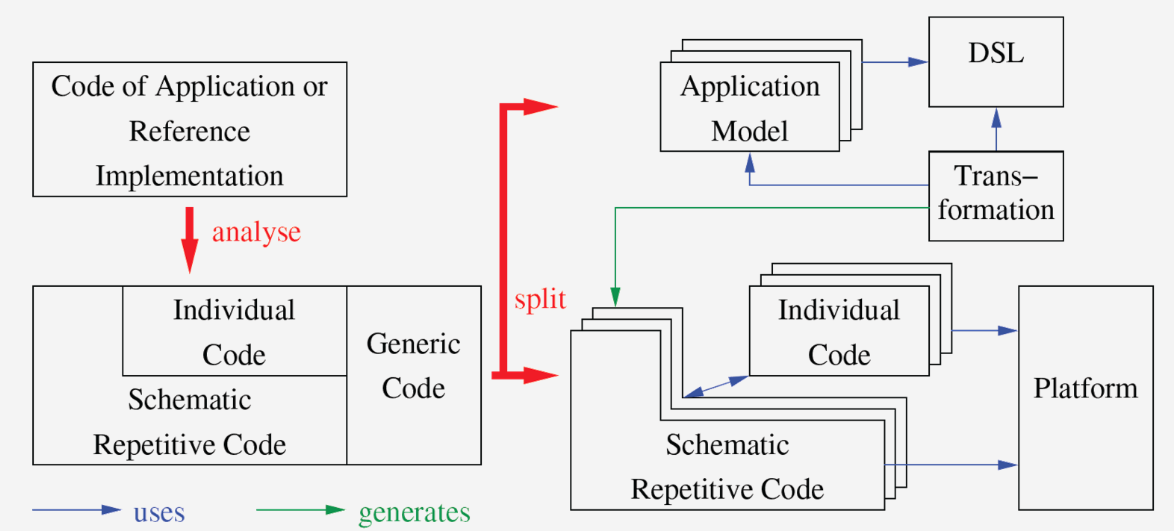 Code of Application or
Reference
Implementation
analyse
Individual
Code
Generic
Code
Schematic
Repetitive Code
split
Application
Model
DSL
Trans–
formation
Individual
Code
Schematic
Repetitive Code
Platform
uses
generates